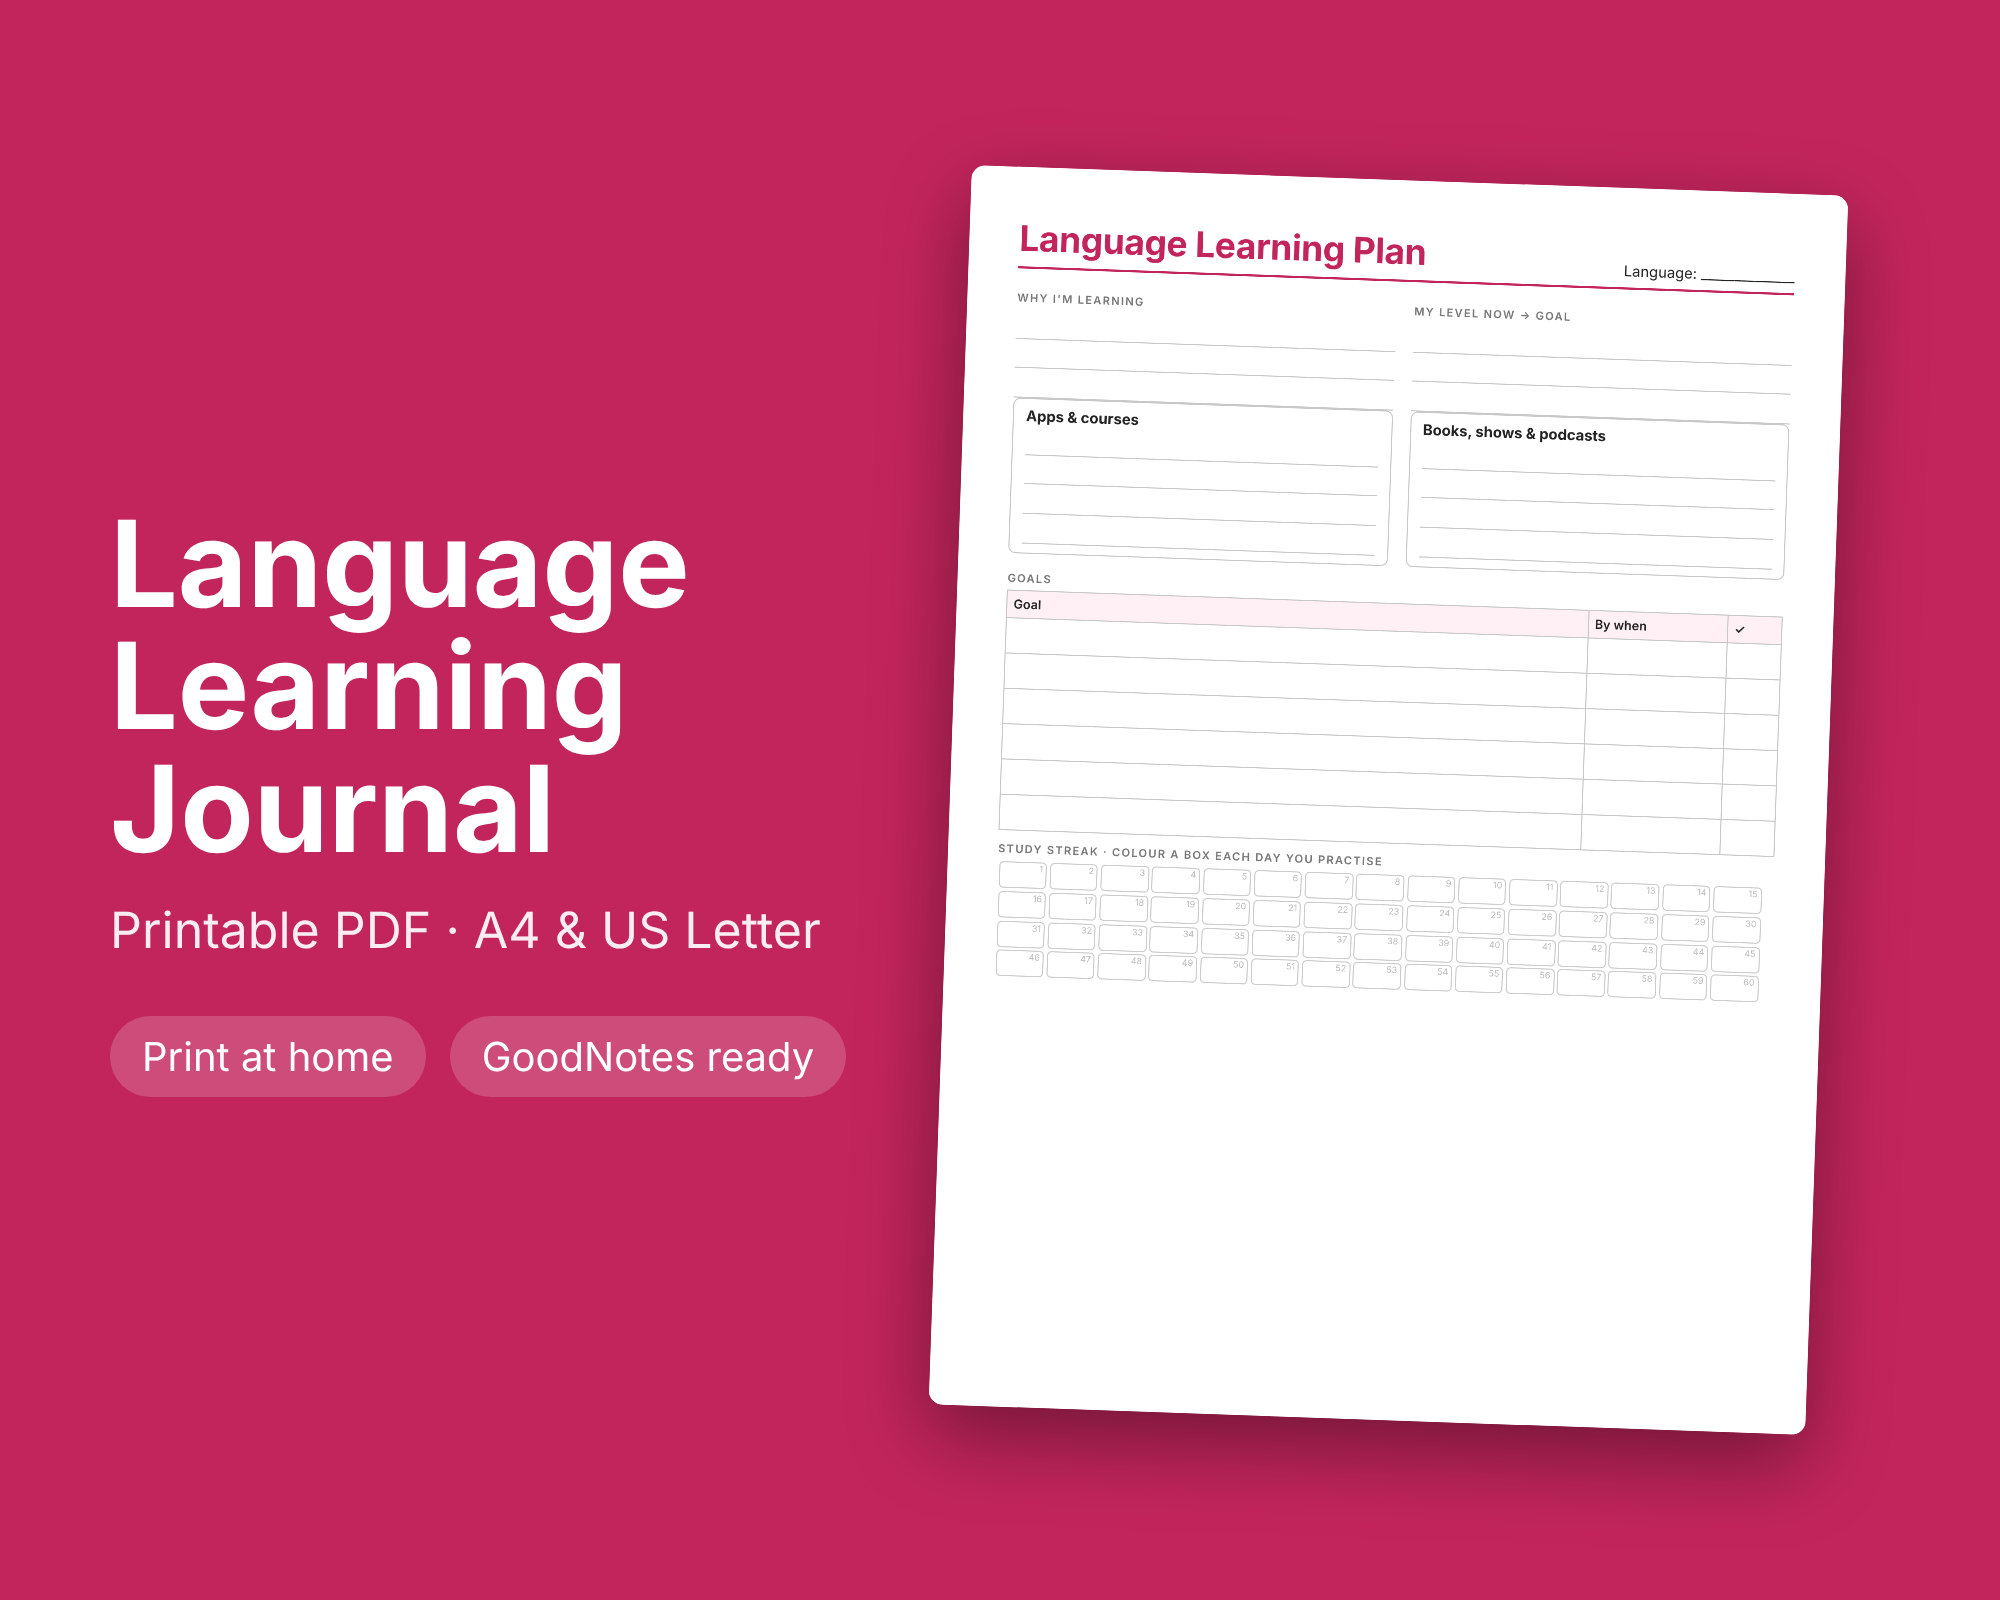 Language
Learning
Journal
Printable PDF · A4 & US Letter
Print at home
GoodNotes ready
Language Learning Plan
Language: ___________
WHY I'M LEARNING
MY LEVEL NOW → GOAL
Apps & courses
Books, shows & podcasts
GOALS
Goal By when ✓
STUDY STREAK · COLOUR A BOX EACH DAY YOU PRACTISE
1 2 3 4 5 6 7 8 9 10 11 12 13 14 15
16 17 18 19 20 21 22 23 24 25 26 27 28 29 30
31 32 33 34 35 36 37 38 39 40 41 42 43 44 45
46 47 48 49 50 51 52 53 54 55 56 57 58 59 60